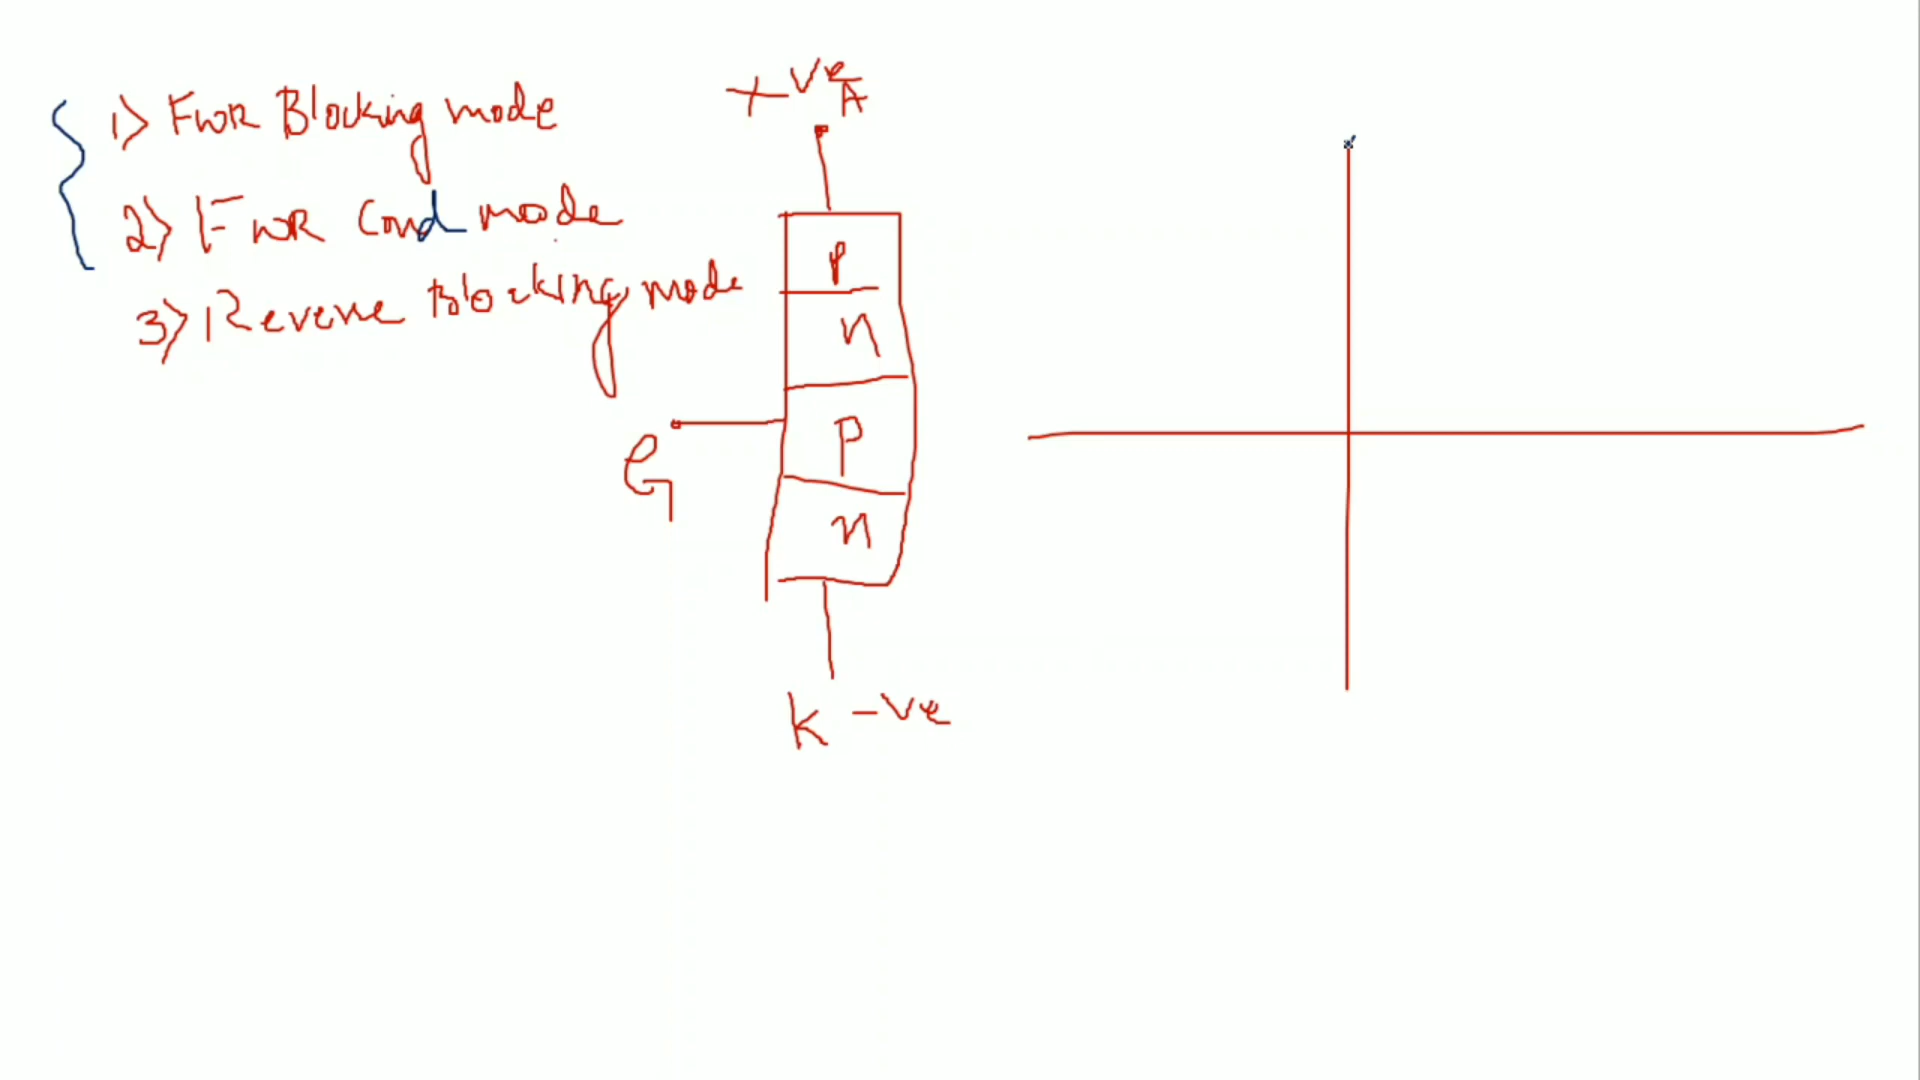 1) FWR Blocking mode
2) FWR Cond mode
3) Reverse Blocking mode
+ve A
p
n
p
n
G
K -ve